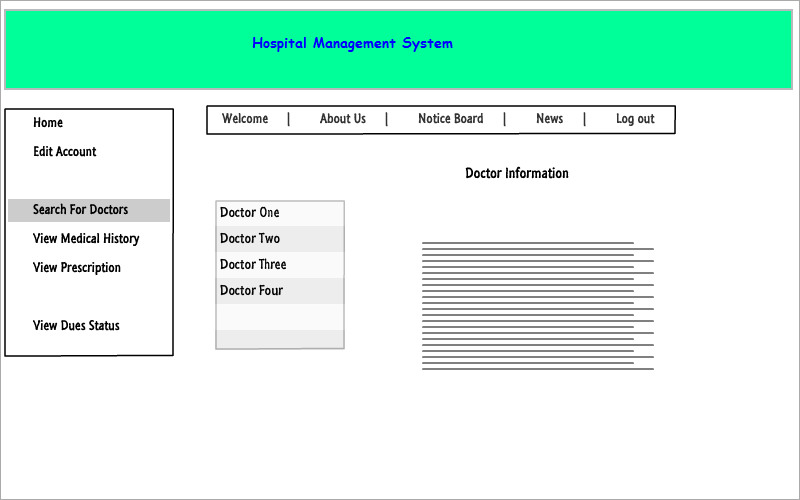 Hospital Management System
Welcome | About Us | Notice Board | News | Log out
Home
Edit Account
Search For Doctors
View Medical History
View Prescription
View Dues Status
Doctor Information
Doctor One
Doctor Two
Doctor Three
Doctor Four